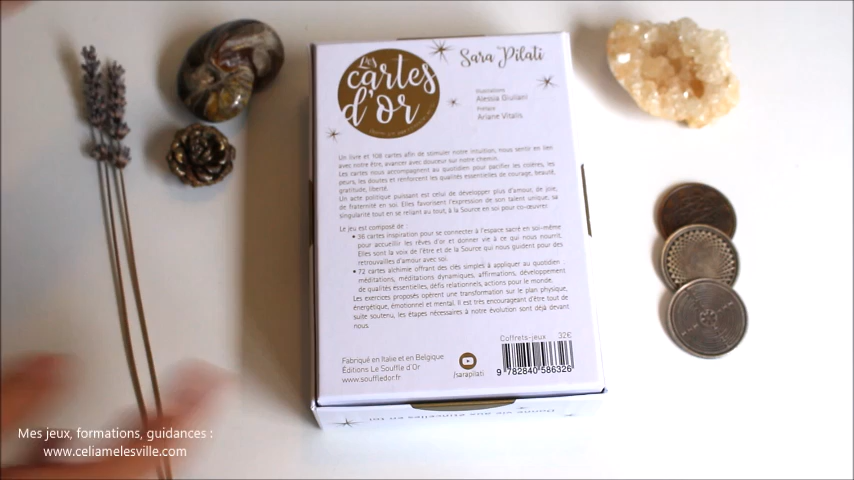 Les
cartes
d'or
Sara Pilati
Illustrations
Alessia Giuliani
Préface
Ariane Vitalis
Un livre et 108 cartes afin de stimuler notre intuition, nous sentir en lien
avec notre être, avancer avec douceur sur notre chemin.
Les cartes nous accompagnent au quotidien pour pacifier les colères, les
peurs, les doutes et renforcent les qualités essentielles de courage, beauté,
gratitude, liberté.
Un acte politique puissant est celui de développer plus d'amour, de joie,
de fraternité en soi. Elles favorisent l'expression de son talent unique, sa
singularité tout en se reliant au tout, à la Source en soi pour co-œuvrer.
Le jeu est composé de :
• 36 cartes inspiration pour se connecter à l'espace sacré en soi-même
pour accueillir les rêves d'or et donner vie à ce qui nous nourrit.
Elles sont la voie de l'être et de la Source qui nous guident pour des
retrouvailles d'amour avec soi.
• 72 cartes alchimie offrant des clés simples à appliquer au quotidien :
méditations, méditations dynamiques, affirmations, développement
de qualités essentielles, défis relationnels, actions pour le monde.
Les exercices proposés opèrent une transformation sur le plan physique,
énergétique, émotionnel et mental. Il est très encourageant d'être tout de
suite soutenu, les étapes nécessaires à notre évolution sont déjà devant
nous.
Coffrets-jeux 32€
Fabriqué en Italie et en Belgique
Éditions Le Souffle d'Or
www.souffledor.fr
/sarapilati
9 782840 586326
Donne vie aux étincelles en toi
Mes jeux, formations, guidances :
www.celiamelesville.com